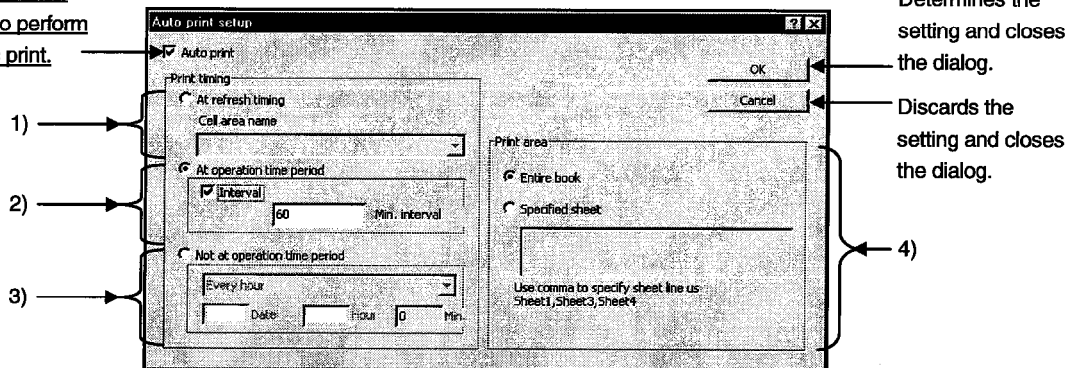 o perform
print.
Auto print setup
Auto print
Print timing
At refresh timing
Cell area name
At operation time period
Interval
60 Min. interval
Not at operation time period
Every hour
Date Hour 0 Min.
OK
Cancel
Print area
Entire book
Specified sheet
Use comma to specify sheet line us
Sheet1,Sheet3,Sheet4
1)
2)
3)
4)
Determines the
setting and closes
the dialog.
Discards the
setting and closes
the dialog.